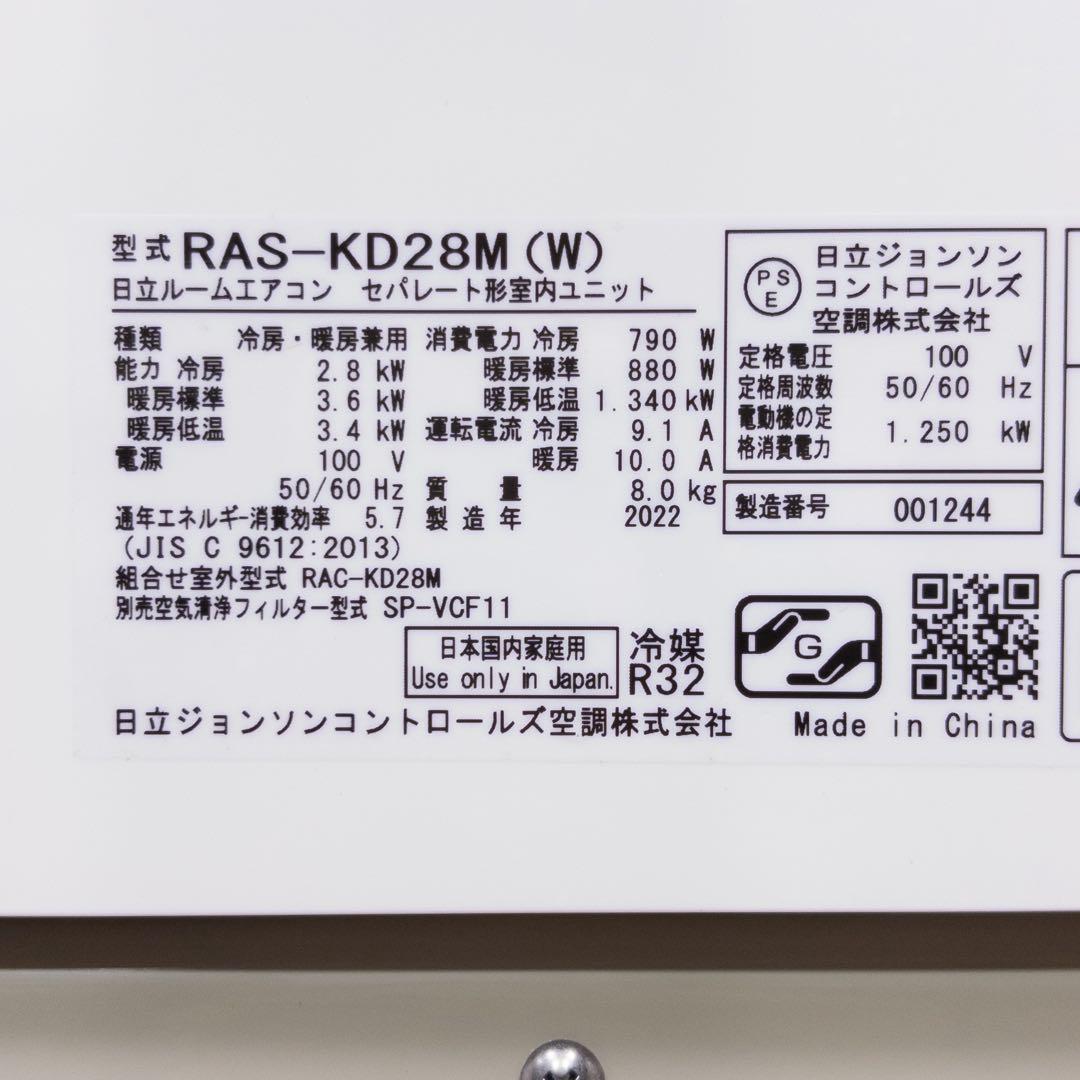 型式 RAS-KD28M(W)
日立ルームエアコン セパレート形室内ユニット
種類 冷房・暖房兼用
能力 冷房 2.8 kW
暖房標準 3.6 kW
暖房低温 3.4 kW
電源 100 V
50/60 Hz
通年エネルギー消費効率 5.7
(JIS C 9612:2013)
消費電力 冷房 790 W
暖房標準 880 W
暖房低温 1.340 kW
運転電流 冷房 9.1 A
暖房 10.0 A
質量 8.0 kg
製造年 2022
組合せ室外型式 RAC-KD28M
別売空気清浄フィルター型式 SP-VCF11
日本国内家庭用
Use only in Japan.
冷媒
R32
日立ジョンソンコントロールズ空調株式会社
PS
E
日立ジョンソン
コントロールズ
空調株式会社
定格電圧 100 V
定格周波数 50/60 Hz
電動機の定
格消費電力 1.250 kW
製造番号 001244
G
Made in China